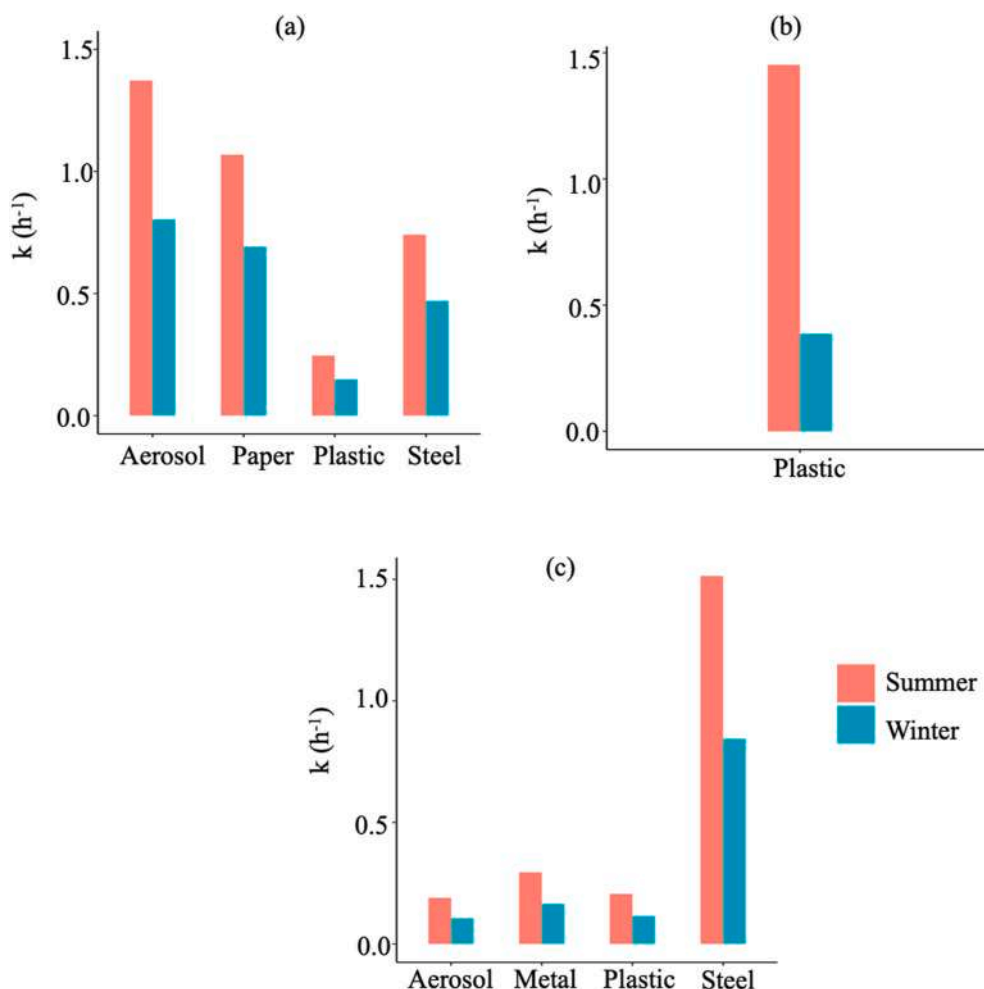 (a)
1.5
1.0
0.5
0.0
k (h-1)
Aerosol Paper Plastic Steel
(b)
1.5
1.0
0.5
0.0
k (h-1)
Plastic
(c)
1.5
1.0
0.5
0.0
k (h-1)
Aerosol Metal Plastic Steel
Summer
Winter